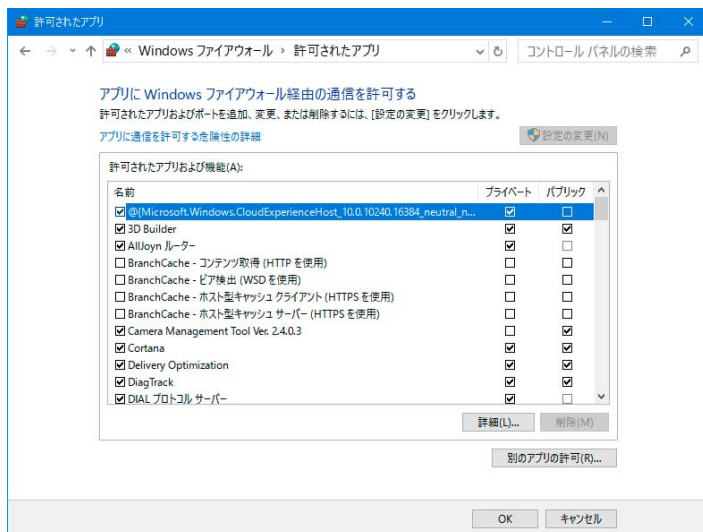 許可されたアプリ
« Windows ファイアウォール › 許可されたアプリ
コントロール パネルの検索
アプリに Windows ファイアウォール経由の通信を許可する
許可されたアプリおよびポートを追加、変更、または削除するには、[設定の変更] をクリックします。
アプリに通信を許可する危険性の詳細
設定の変更(N)
許可されたアプリおよび機能(A):
名前 プライベート パブリック
@{Microsoft.Windows.CloudExperienceHost_10.0.10240.16384_neutral_n...
3D Builder
AllJoyn ルーター
BranchCache - コンテンツ取得 (HTTP を使用)
BranchCache - ピア検出 (WSD を使用)
BranchCache - ホスト型キャッシュ クライアント (HTTPS を使用)
BranchCache - ホスト型キャッシュ サーバー (HTTPS を使用)
Camera Management Tool Ver. 2.4.0.3
Cortana
Delivery Optimization
DiagTrack
DIAL プロトコル サーバー
詳細(L)... 削除(M)
別のアプリの許可(R)...
OK キャンセル